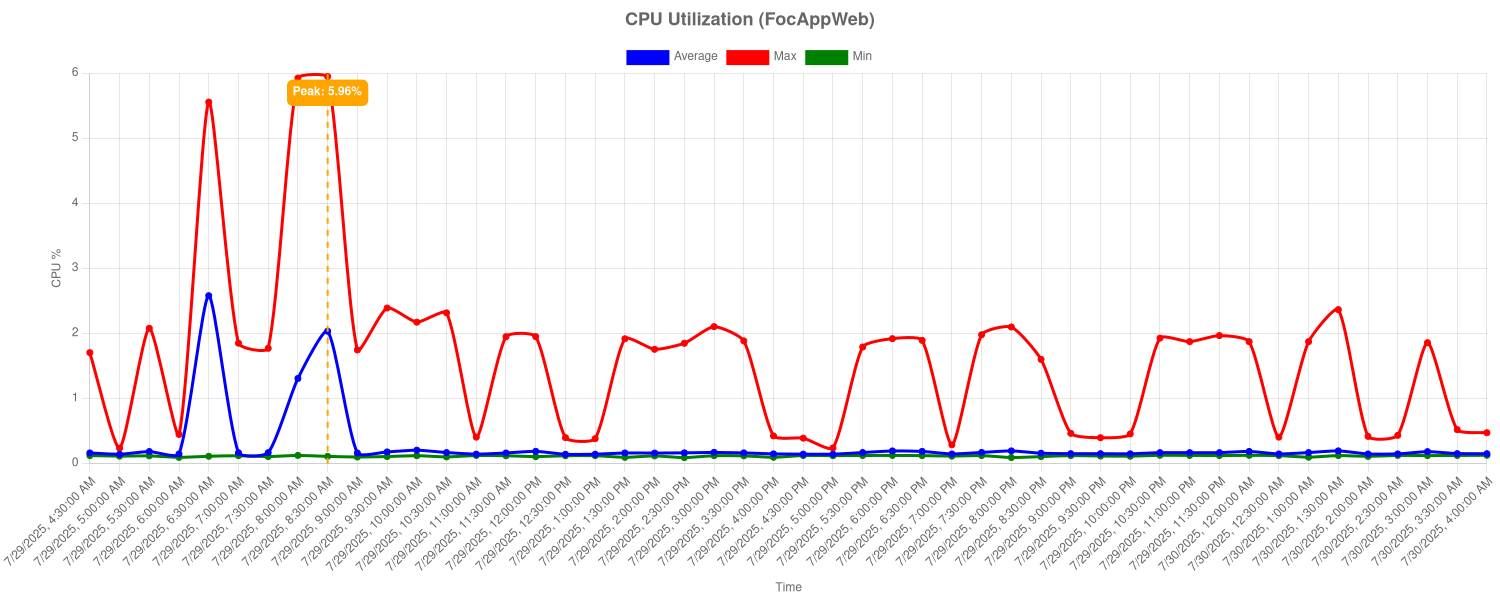 CPU Utilization (FocAppWeb)
Average Max Min
6
Peak: 5.96%
5
4
3
2
1
0
CPU %
7/29/2025, 4:30:00 AM
7/29/2025, 5:00:00 AM
7/29/2025, 5:30:00 AM
7/29/2025, 6:00:00 AM
7/29/2025, 6:30:00 AM
7/29/2025, 7:00:00 AM
7/29/2025, 7:30:00 AM
7/29/2025, 8:00:00 AM
7/29/2025, 8:30:00 AM
7/29/2025, 9:00:00 AM
7/29/2025, 9:30:00 AM
7/29/2025, 10:00:00 AM
7/29/2025, 10:30:00 AM
7/29/2025, 11:00:00 AM
7/29/2025, 11:30:00 AM
7/29/2025, 12:00:00 PM
7/29/2025, 12:30:00 PM
7/29/2025, 1:00:00 PM
7/29/2025, 1:30:00 PM
7/29/2025, 2:00:00 PM
7/29/2025, 2:30:00 PM
7/29/2025, 3:00:00 PM
7/29/2025, 3:30:00 PM
7/29/2025, 4:00:00 PM
7/29/2025, 4:30:00 PM
7/29/2025, 5:00:00 PM
7/29/2025, 5:30:00 PM
7/29/2025, 6:00:00 PM
7/29/2025, 6:30:00 PM
7/29/2025, 7:00:00 PM
7/29/2025, 7:30:00 PM
7/29/2025, 8:00:00 PM
7/29/2025, 8:30:00 PM
7/29/2025, 9:00:00 PM
7/29/2025, 9:30:00 PM
7/29/2025, 10:00:00 PM
7/29/2025, 10:30:00 PM
7/29/2025, 11:00:00 PM
7/29/2025, 11:30:00 PM
7/30/2025, 12:00:00 AM
7/30/2025, 12:30:00 AM
7/30/2025, 1:00:00 AM
7/30/2025, 1:30:00 AM
7/30/2025, 2:00:00 AM
7/30/2025, 2:30:00 AM
7/30/2025, 3:00:00 AM
7/30/2025, 3:30:00 AM
7/30/2025, 4:00:00 AM
Time